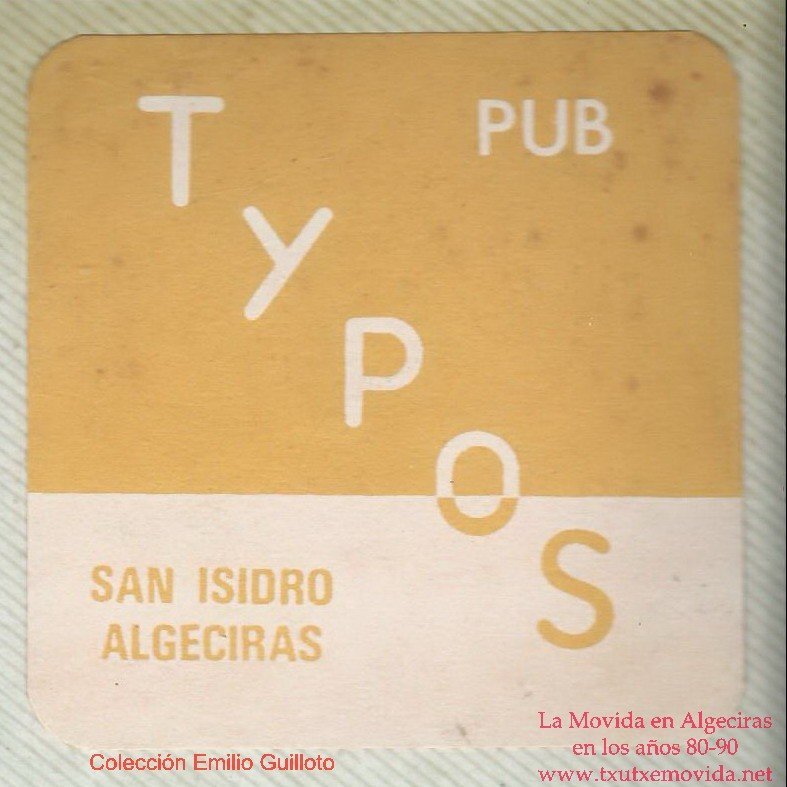 TYPOS
PUB
SAN ISIDRO
ALGECIRAS
Colección Emilio Guilloto
La Movida en Algeciras
en los años 80-90
www.txutxemovida.net